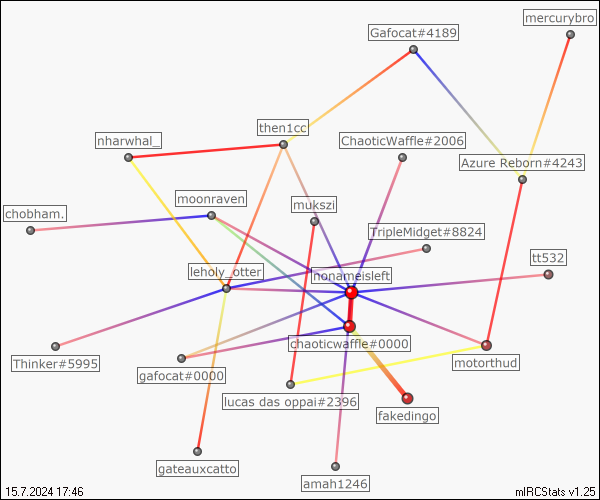 mercurybro
Gafocat#4189
then1cc
nharwhal_
ChaoticWaffle#2006
Azure Reborn#4243
moonraven
mukszi
chobham.
TripleMidget#8824
tt532
leholy_otter
nonameisleft
chaoticwaffle#0000
Thinker#5995
gafocat#0000
motorthud
lucas das oppai#2396
fakedingo
gateauxcatto
amah1246
15.7.2024 17:46
mIRCStats v1.25